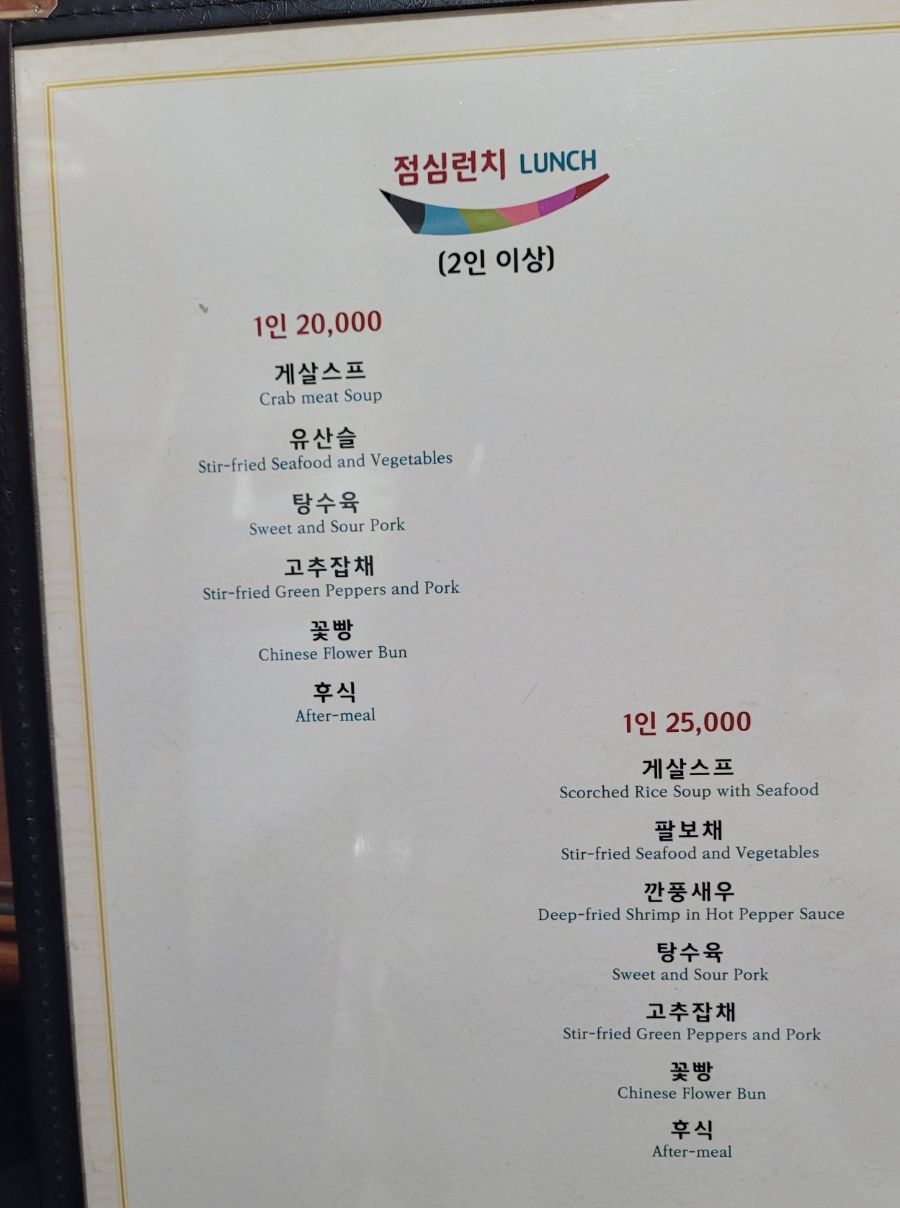 점심런치 LUNCH
(2인 이상)
1인 20,000
게살스프
Crab meat Soup
유산슬
Stir-fried Seafood and Vegetables
탕수육
Sweet and Sour Pork
고추잡채
Stir-fried Green Peppers and Pork
꽃빵
Chinese Flower Bun
후식
After-meal
1인 25,000
게살스프
Scorched Rice Soup with Seafood
팔보채
Stir-fried Seafood and Vegetables
깐풍새우
Deep-fried Shrimp in Hot Pepper Sauce
탕수육
Sweet and Sour Pork
고추잡채
Stir-fried Green Peppers and Pork
꽃빵
Chinese Flower Bun
후식
After-meal